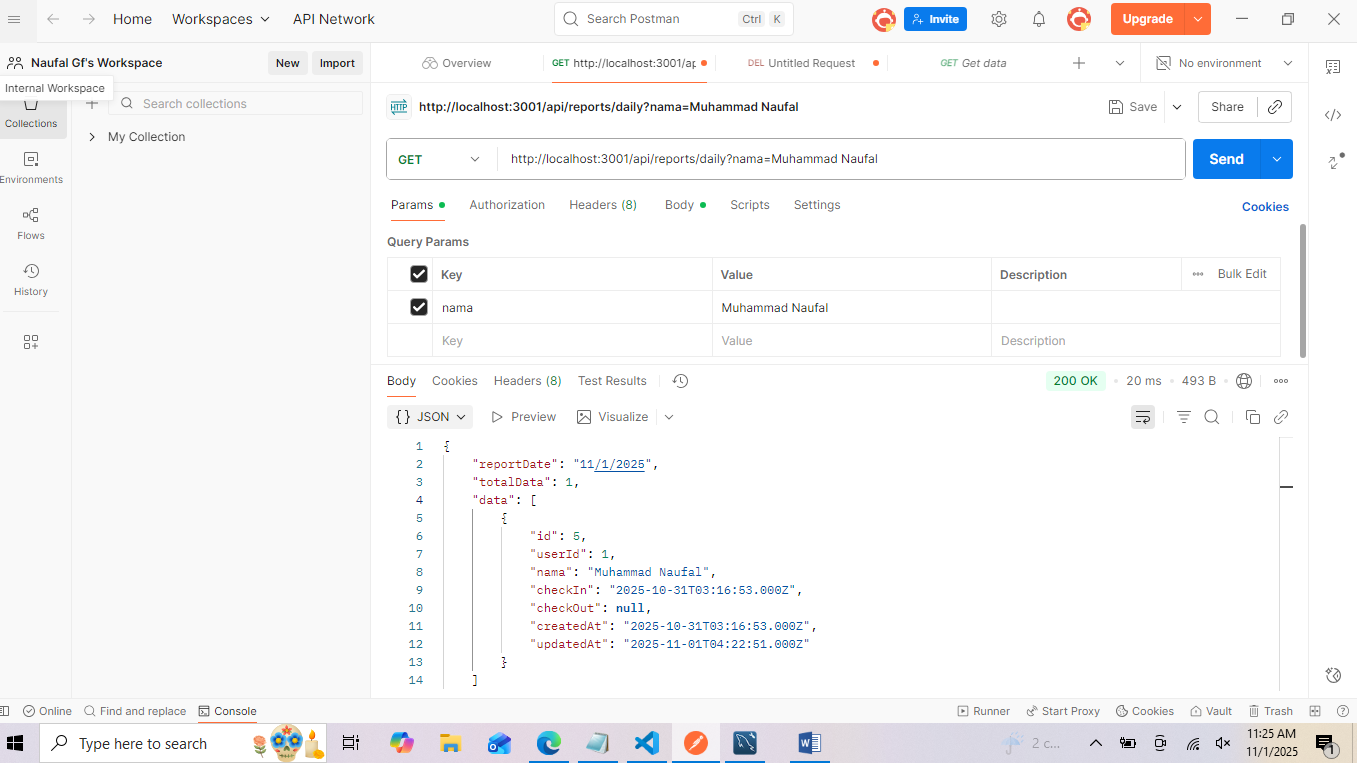 Home
Workspaces
API Network
Search Postman
Ctrl
K
Invite
Upgrade
Naufal Gf's Workspace
New
Import
Internal Workspace
Search collections
Collections
My Collection
Environments
Flows
History
Overview
GET http://localhost:3001/ap
DEL Untitled Request
GET Get data
No environment
HTTP
http://localhost:3001/api/reports/daily?nama=Muhammad Naufal
Save
Share
GET
http://localhost:3001/api/reports/daily?nama=Muhammad Naufal
Send
Params
Authorization
Headers (8)
Body
Scripts
Settings
Cookies
Query Params
Key
Value
Description
Bulk Edit
nama
Muhammad Naufal
Key
Value
Description
Body
Cookies
Headers (8)
Test Results
200 OK
20 ms
493 B
{} JSON
Preview
Visualize
1 {
2 "reportDate": "11/1/2025",
3 "totalData": 1,
4 "data": [
5 {
6 "id": 5,
7 "userId": 1,
8 "nama": "Muhammad Naufal",
9 "checkIn": "2025-10-31T03:16:53.000Z",
10 "checkOut": null,
11 "createdAt": "2025-10-31T03:16:53.000Z",
12 "updatedAt": "2025-11-01T04:22:51.000Z"
13 }
14 ]
Online
Find and replace
Console
Runner
Start Proxy
Cookies
Vault
Trash
Type here to search
2 c...
11:25 AM
11/1/2025
1